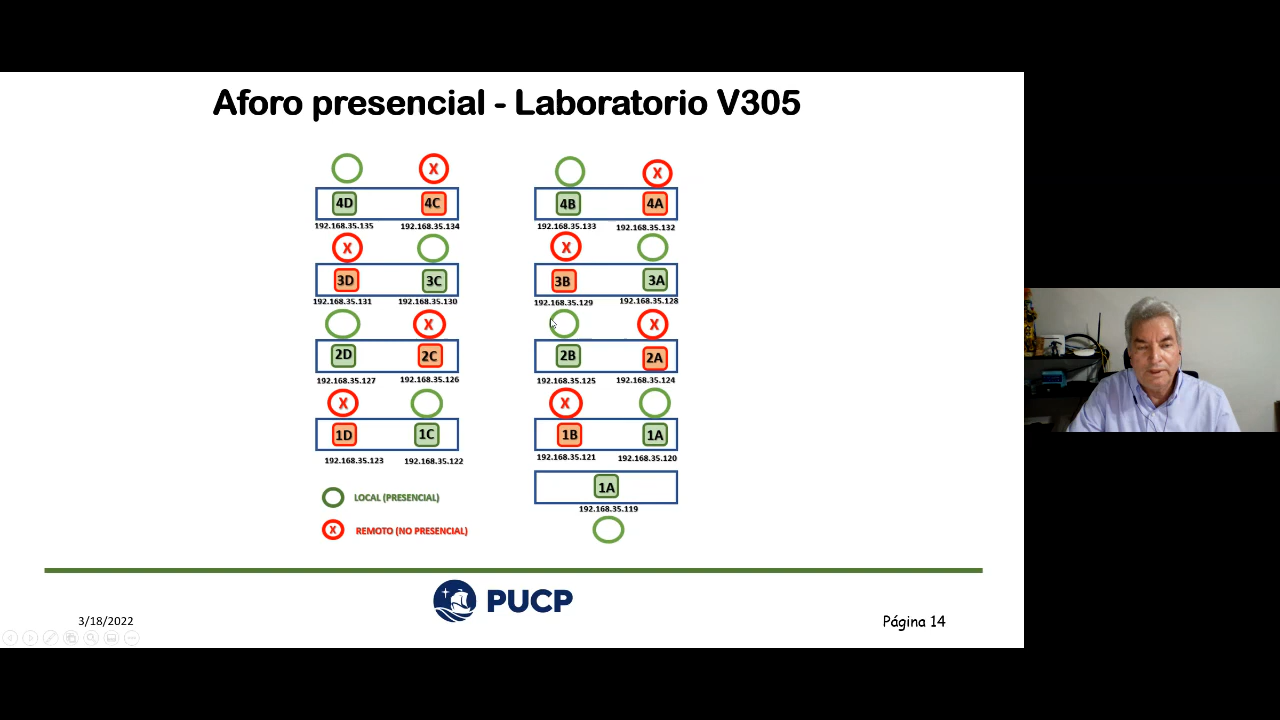 Aforo presencial - Laboratorio V305
X X
4D 4C 4B 4A
192.168.35.135 192.168.35.134 192.168.35.133 192.168.35.132
X X
3D 3C 3B 3A
192.168.35.131 192.168.35.130 192.168.35.129 192.168.35.128
X X
2D 2C 2B 2A
192.168.35.127 192.168.35.126 192.168.35.125 192.168.35.124
X X
1D 1C 1B 1A
192.168.35.123 192.168.35.122 192.168.35.121 192.168.35.120
1A
192.168.35.119
LOCAL (PRESENCIAL)
X REMOTO (NO PRESENCIAL)
PUCP
3/18/2022
Página 14